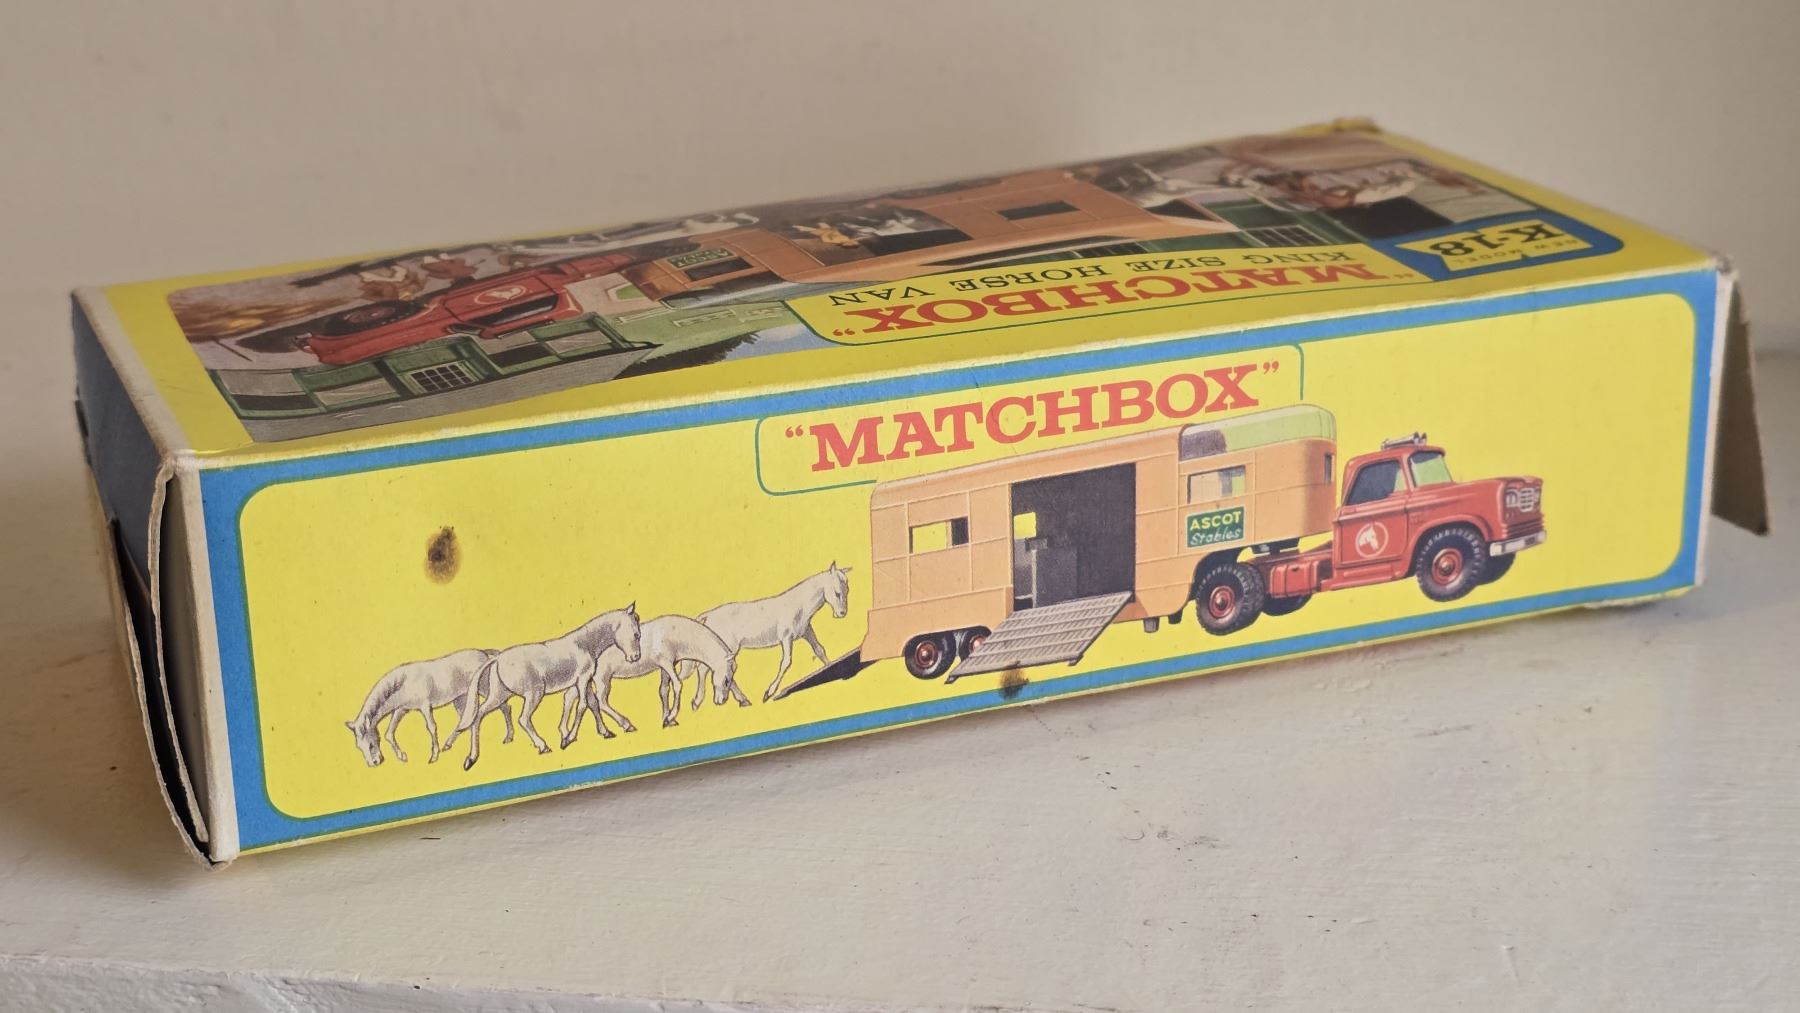 K-18
NEW MODEL
"MATCHBOX"
KING SIZE HORSE VAN
ASCOT
"MATCHBOX"
ASCOT
Stables